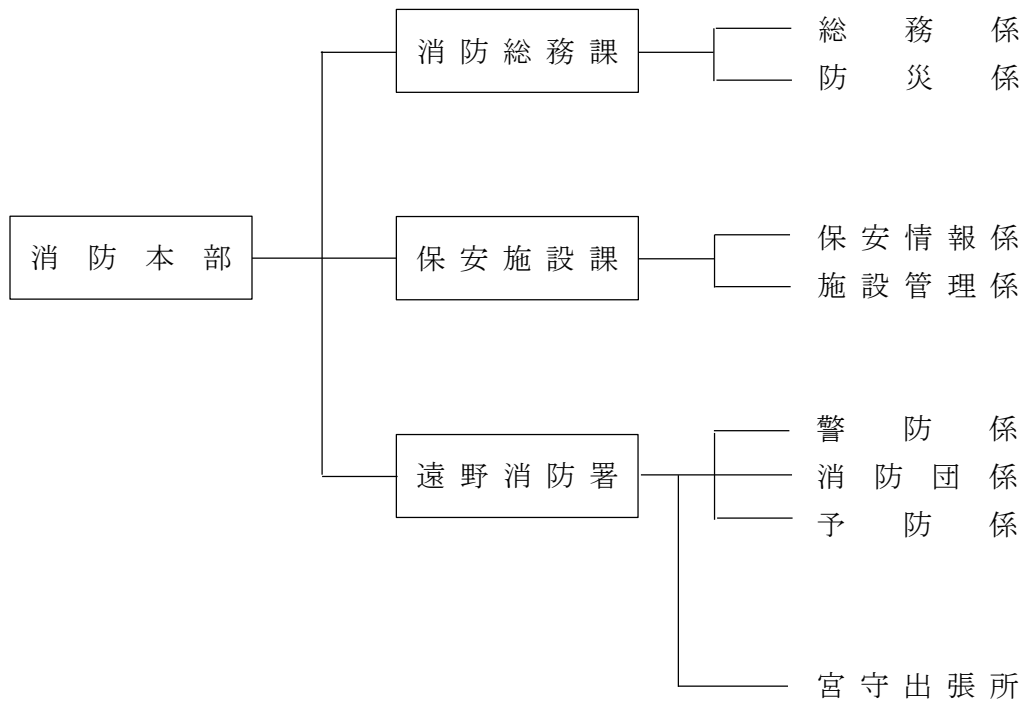 消防本部
消防総務課
総務係
防災係
保安施設課
保安情報係
施設管理係
遠野消防署
警防係
消防団係
予防係
宮守出張所